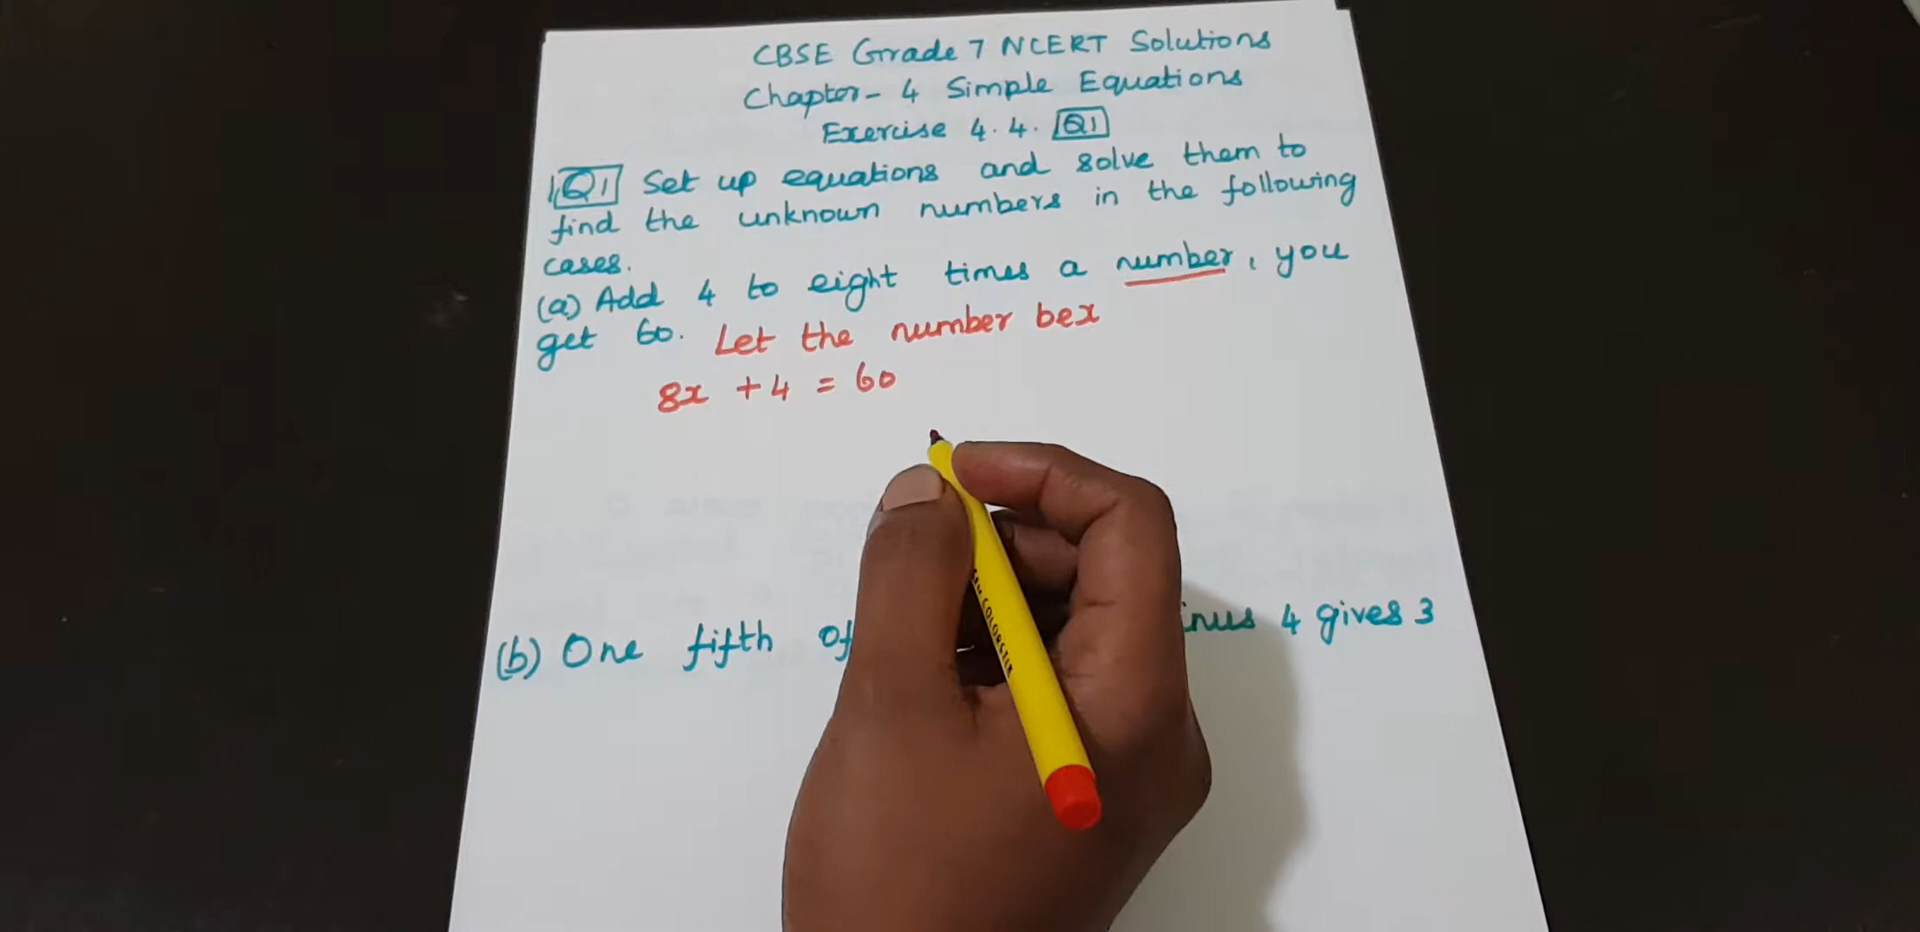 CBSE Grade 7 NCERT Solutions
Chapter - 4 Simple Equations
Exercise 4.4. Q1
Q1 Set up equations and solve them to
find the unknown numbers in the following
cases.
(a) Add 4 to eight times a number, you
get 60. Let the number be x
8x + 4 = 60
(b) One fifth of 4 gives 3
COLORSTIX